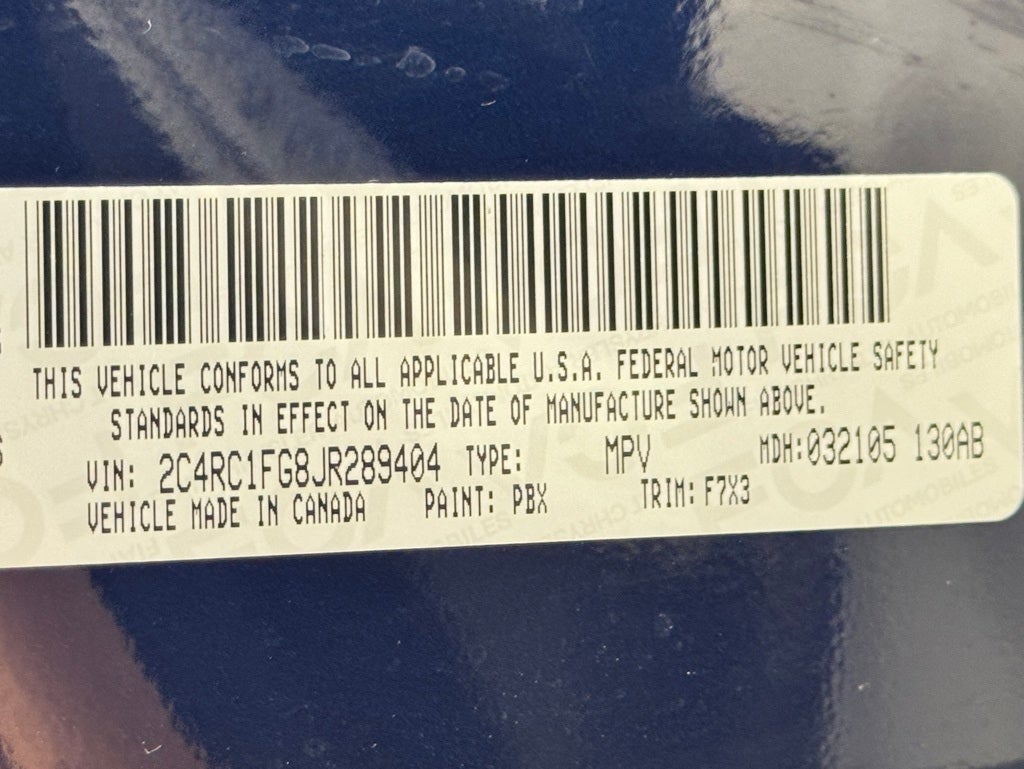 THIS VEHICLE CONFORMS TO ALL APPLICABLE U.S.A. FEDERAL MOTOR VEHICLE SAFETY
STANDARDS IN EFFECT ON THE DATE OF MANUFACTURE SHOWN ABOVE.
VIN: 2C4RC1FG8JR289404 TYPE: MPV MDH:032105 130AB
VEHICLE MADE IN CANADA PAINT: PBX TRIM: F7X3